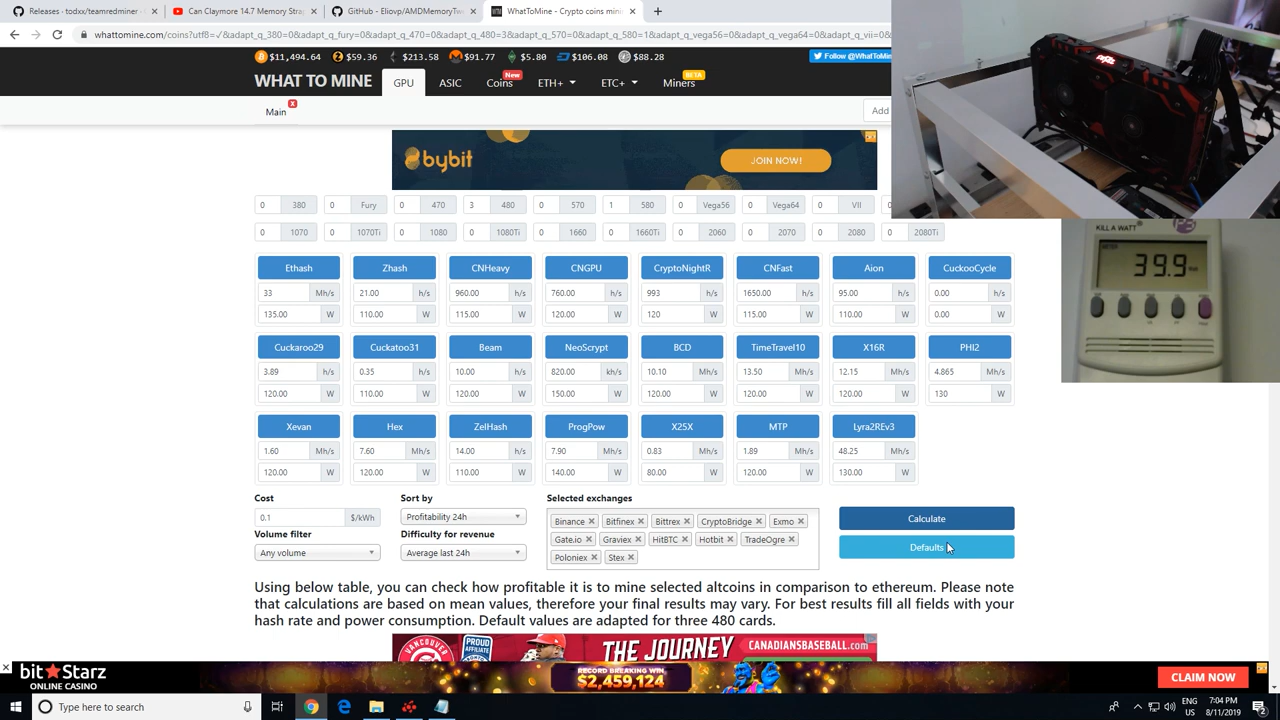 Releases · todxx/teamredminer ·
Can Claymore 14.7 Memory Strap
GitHub - Eliovp/AMDMemoryTwe
WhatToMine - Crypto coins minin
whattomine.com/coins?utf8=✓&adapt_q_380=0&adapt_q_fury=0&adapt_q_470=0&adapt_q_480=3&adapt_q_570=0&adapt_q_580=1&adapt_q_vega56=0&adapt_q_vega64=0&adapt_q_vii=0
$11,494.64 $59.36 $213.58 $91.77 $5.80 $106.08 $88.28 Follow @WhatToMin
WHAT TO MINE GPU ASIC Coins New ETH+ ETC+ Miners BETA
Main x Add
bybit JOIN NOW!
0 380 0 Fury 0 470 3 480 0 570 1 580 0 Vega56 0 Vega64 0 VII
0 1070 0 1070Ti 0 1080 0 1080Ti 0 1660 0 1660Ti 0 2060 0 2070 0 2080 0 2080Ti
Ethash Zhash CNHeavy CNGPU CryptoNightR CNFast Aion CuckooCycle
33 Mh/s 21.00 h/s 960.00 h/s 760.00 h/s 993 h/s 1650.00 h/s 95.00 h/s 0.00 h/s
135.00 W 110.00 W 115.00 W 120.00 W 120 W 115.00 W 110.00 W 0.00 W
Cuckaroo29 Cuckatoo31 Beam NeoScrypt BCD TimeTravel10 X16R PHI2
3.89 h/s 0.35 h/s 10.00 h/s 820.00 kh/s 10.10 Mh/s 13.50 Mh/s 12.15 Mh/s 4.865 Mh/s
120.00 W 110.00 W 120.00 W 150.00 W 120.00 W 120.00 W 120.00 W 130 W
Xevan Hex ZelHash ProgPow X25X MTP Lyra2REv3
1.60 Mh/s 7.60 Mh/s 14.00 h/s 7.90 Mh/s 0.83 Mh/s 1.89 Mh/s 48.25 Mh/s
120.00 W 120.00 W 110.00 W 140.00 W 80.00 W 120.00 W 130.00 W
Cost Sort by Selected exchanges
0.1 $/kWh Profitability 24h
Binance × Bitfinex × Bittrex × CryptoBridge × Exmo ×
Calculate
Volume filter Difficulty for revenue
Gate.io × Graviex × HitBTC × Hotbit × TradeOgre ×
Defaults
Any volume Average last 24h
Poloniex × Stex ×
Using below table, you can check how profitable it is to mine selected altcoins in comparison to ethereum. Please note
that calculations are based on mean values, therefore your final results may vary. For best results fill all fields with your
hash rate and power consumption. Default values are adapted for three 480 cards.
VANCOUVER PROUD AFFILIATE THE JOURNEY CANADIANSBASEBALL.com
bitSTARZ
ONLINE CASINO
RECORD BREAKING WIN
$2,459,124
CLAIM NOW
Type here to search
ENG
US
7:04 PM
8/11/2019
2
KILL A WATT
METER
39.9